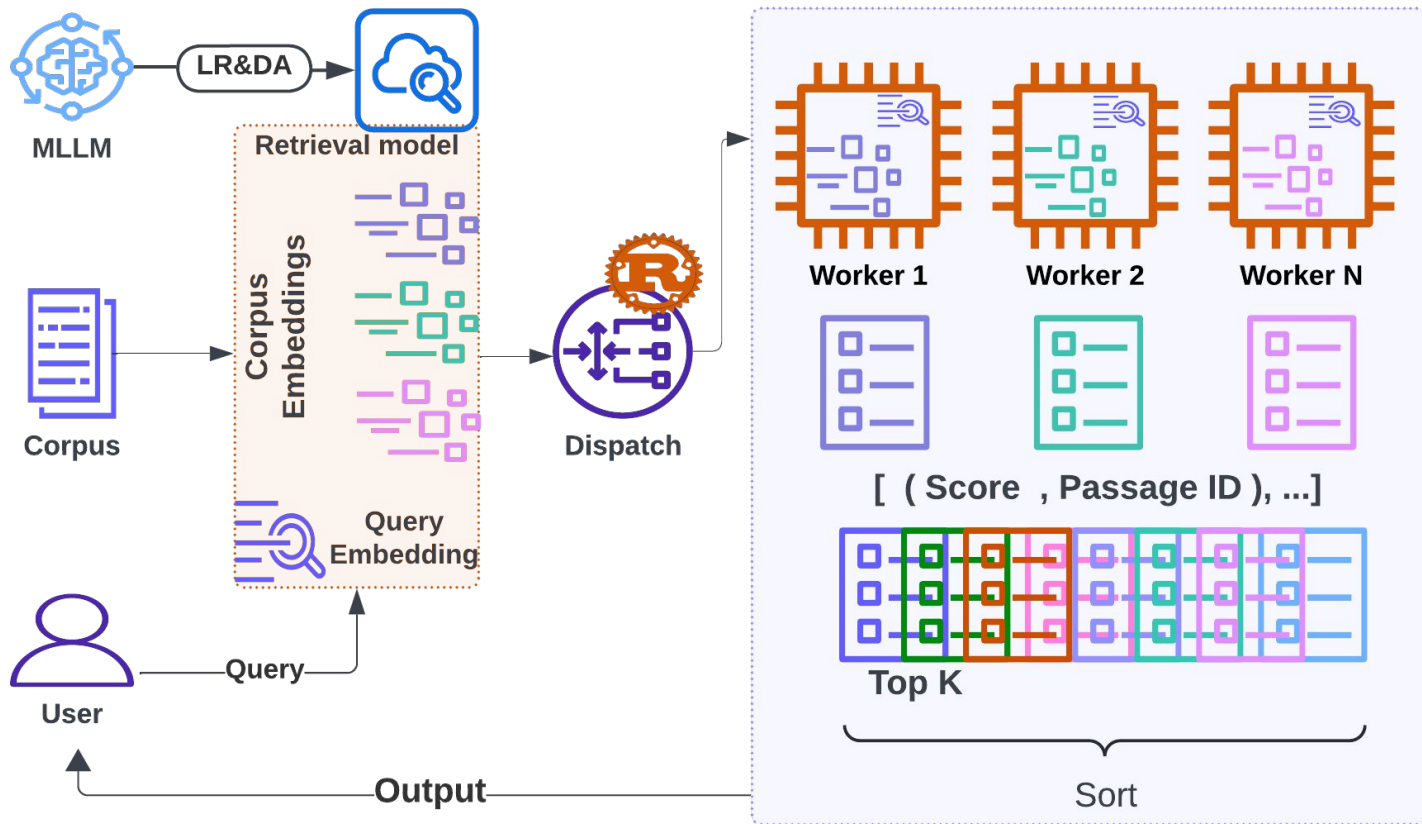 LR&DA
MLLM
Retrieval model
Corpus
Embeddings
Corpus
Query
Embedding
User
Query
R
Dispatch
Worker 1
Worker 2
Worker N
[ ( Score , Passage ID ), ...]
Top K
Sort
Output